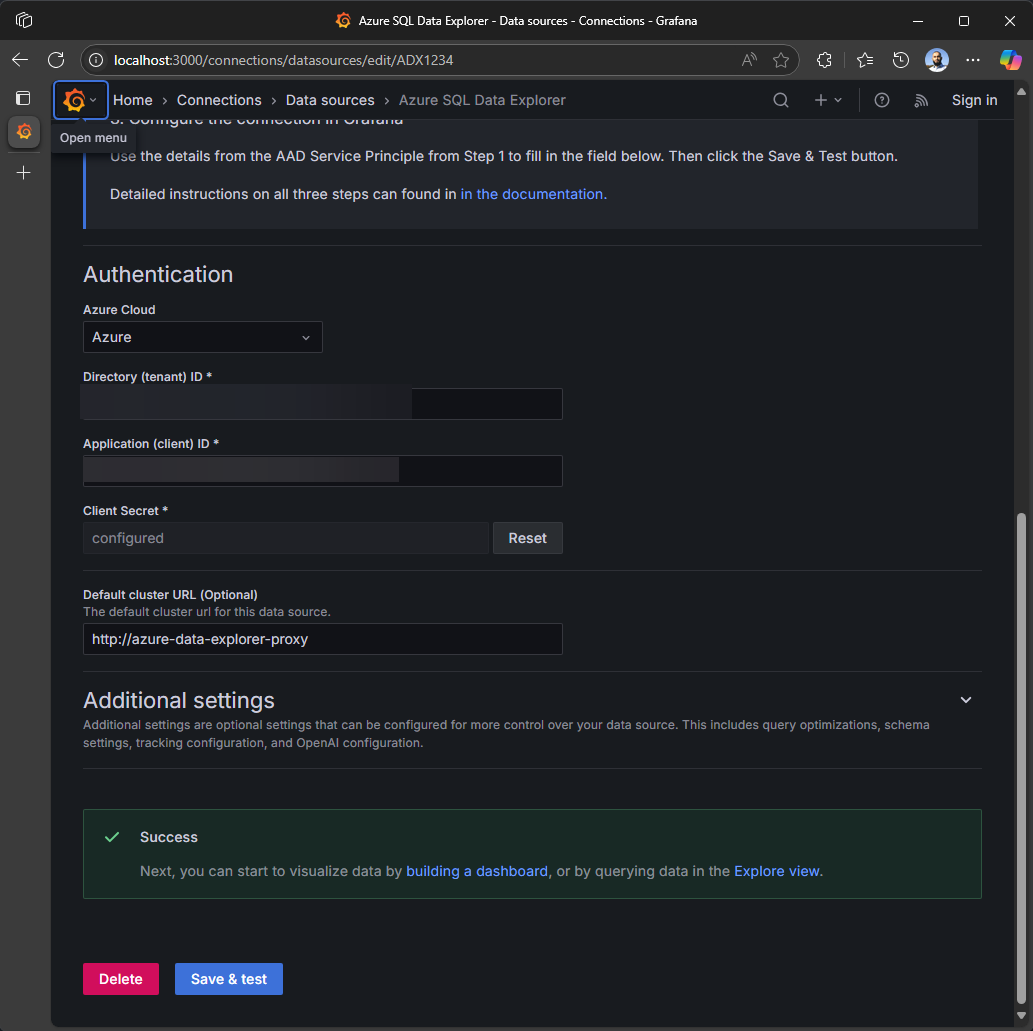 Azure SQL Data Explorer - Data sources - Connections - Grafana
localhost:3000/connections/datasources/edit/ADX1234
Home › Connections › Data sources › Azure SQL Data Explorer
Sign in
3. Configure the connection in Grafana
Open menu
Use the details from the AAD Service Principle from Step 1 to fill in the field below. Then click the Save & Test button.
Detailed instructions on all three steps can found in in the documentation.
Authentication
Azure Cloud
Azure
Directory (tenant) ID *
Application (client) ID *
Client Secret *
configured
Reset
Default cluster URL (Optional)
The default cluster url for this data source.
http://azure-data-explorer-proxy
Additional settings
Additional settings are optional settings that can be configured for more control over your data source. This includes query optimizations, schema
settings, tracking configuration, and OpenAI configuration.
Success
Next, you can start to visualize data by building a dashboard, or by querying data in the Explore view.
Delete
Save & test